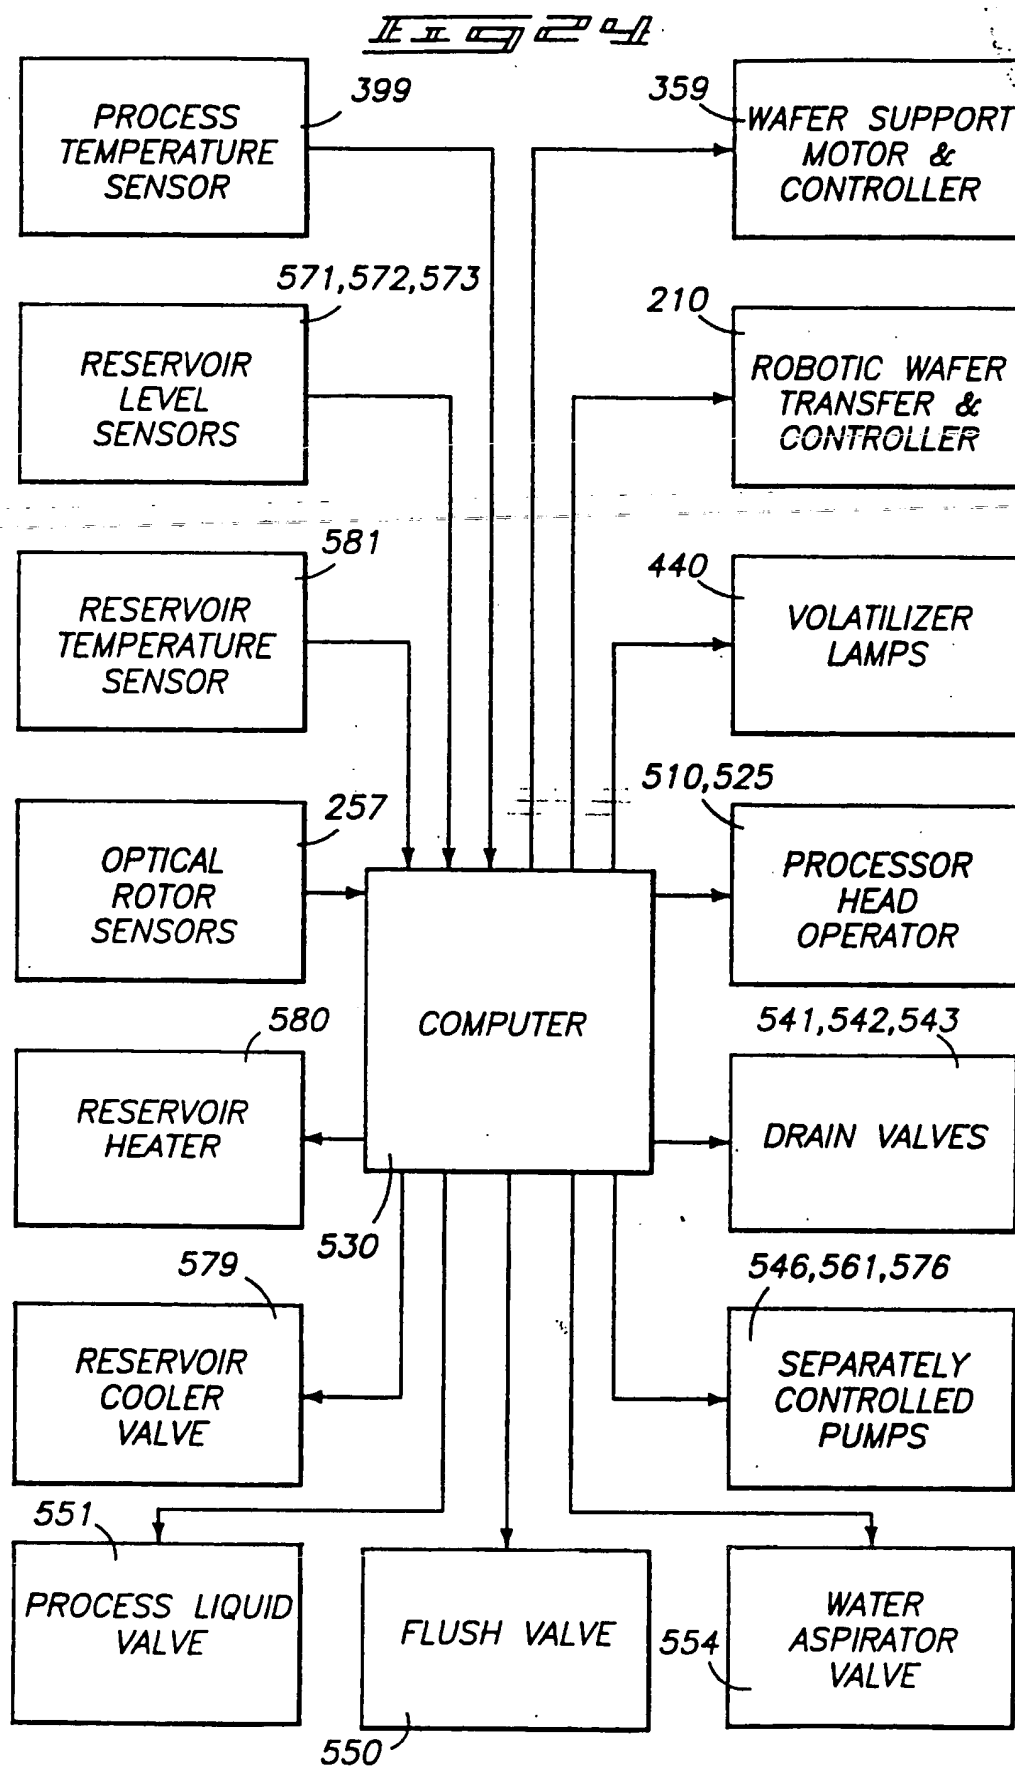 FIG 24
399
PROCESS
TEMPERATURE
SENSOR
359
WAFER SUPPORT
MOTOR &
CONTROLLER
571,572,573
RESERVOIR
LEVEL
SENSORS
210
ROBOTIC WAFER
TRANSFER &
CONTROLLER
581
RESERVOIR
TEMPERATURE
SENSOR
440
VOLATILIZER
LAMPS
257
OPTICAL
ROTOR
SENSORS
510,525
PROCESSOR
HEAD
OPERATOR
COMPUTER
530
580
RESERVOIR
HEATER
541,542,543
DRAIN VALVES
579
RESERVOIR
COOLER
VALVE
546,561,576
SEPARATELY
CONTROLLED
PUMPS
551
PROCESS LIQUID
VALVE
FLUSH VALVE
550
554
WATER
ASPIRATOR
VALVE